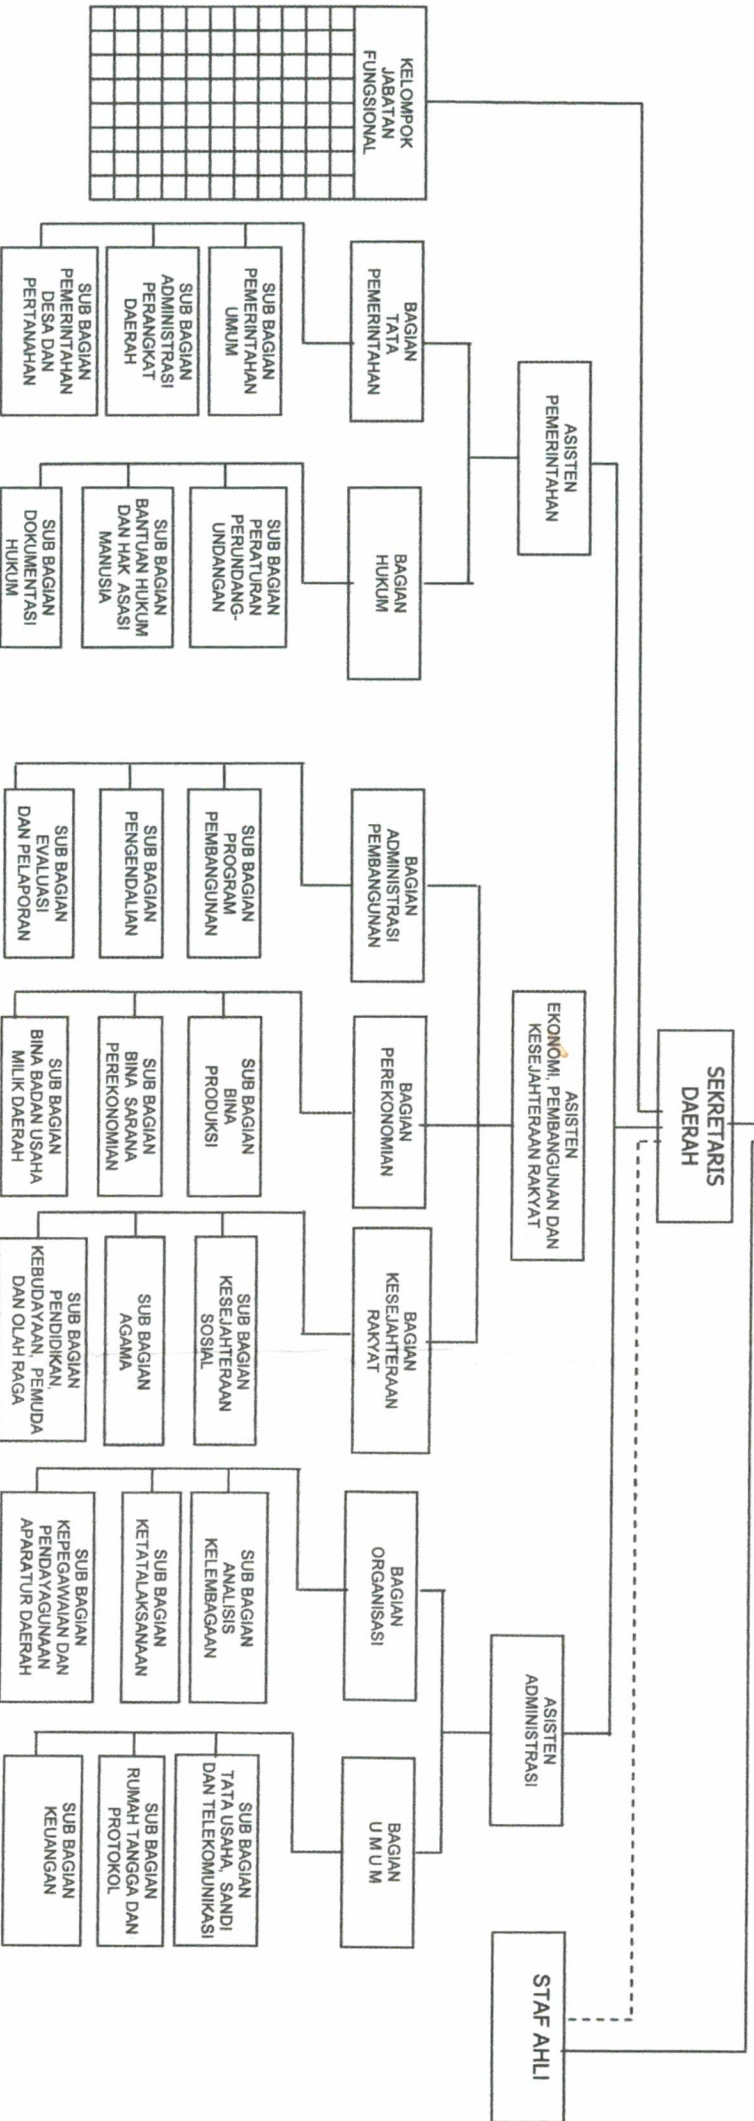 SEKRETARIS
DAERAH
STAF AHLI
KELOMPOK
JABATAN
FUNGSIONAL
ASISTEN
PEMERINTAHAN
ASISTEN
EKONOMI, PEMBANGUNAN DAN
KESEJAHTERAAN RAKYAT
ASISTEN
ADMINISTRASI
BAGIAN
TATA
PEMERINTAHAN
BAGIAN
HUKUM
BAGIAN
ADMINISTRASI
PEMBANGUNAN
BAGIAN
PEREKONOMIAN
BAGIAN
KESEJAHTERAAN
RAKYAT
BAGIAN
ORGANISASI
BAGIAN
U M U M
SUB BAGIAN
PEMERINTAHAN
UMUM
SUB BAGIAN
ADMINISTRASI
PERANGKAT
DAERAH
SUB BAGIAN
PEMERINTAHAN
DESA DAN
PERTANAHAN
SUB BAGIAN
PERATURAN
PERUNDANG-
UNDANGAN
SUB BAGIAN
BANTUAN HUKUM
DAN HAK ASASI
MANUSIA
SUB BAGIAN
DOKUMENTASI
HUKUM
SUB BAGIAN
PROGRAM
PEMBANGUNAN
SUB BAGIAN
PENGENDALIAN
SUB BAGIAN
EVALUASI
DAN PELAPORAN
SUB BAGIAN
BINA
PRODUKSI
SUB BAGIAN
BINA SARANA
PEREKONOMIAN
SUB BAGIAN
BINA BADAN USAHA
MILIK DAERAH
SUB BAGIAN
KESEJAHTERAAN
SOSIAL
SUB BAGIAN
AGAMA
SUB BAGIAN
PENDIDIKAN,
KEBUDAYAAN, PEMUDA
DAN OLAH RAGA
SUB BAGIAN
ANALISIS
KELEMBAGAAN
SUB BAGIAN
KETATALAKSANAAN
SUB BAGIAN
KEPEGAWAIAN DAN
PENDAYAGUNAAN
APARATUR DAERAH
SUB BAGIAN
TATA USAHA, SANDI
DAN TELEKOMUNIKASI
SUB BAGIAN
RUMAH TANGGA DAN
PROTOKOL
SUB BAGIAN
KEUANGAN